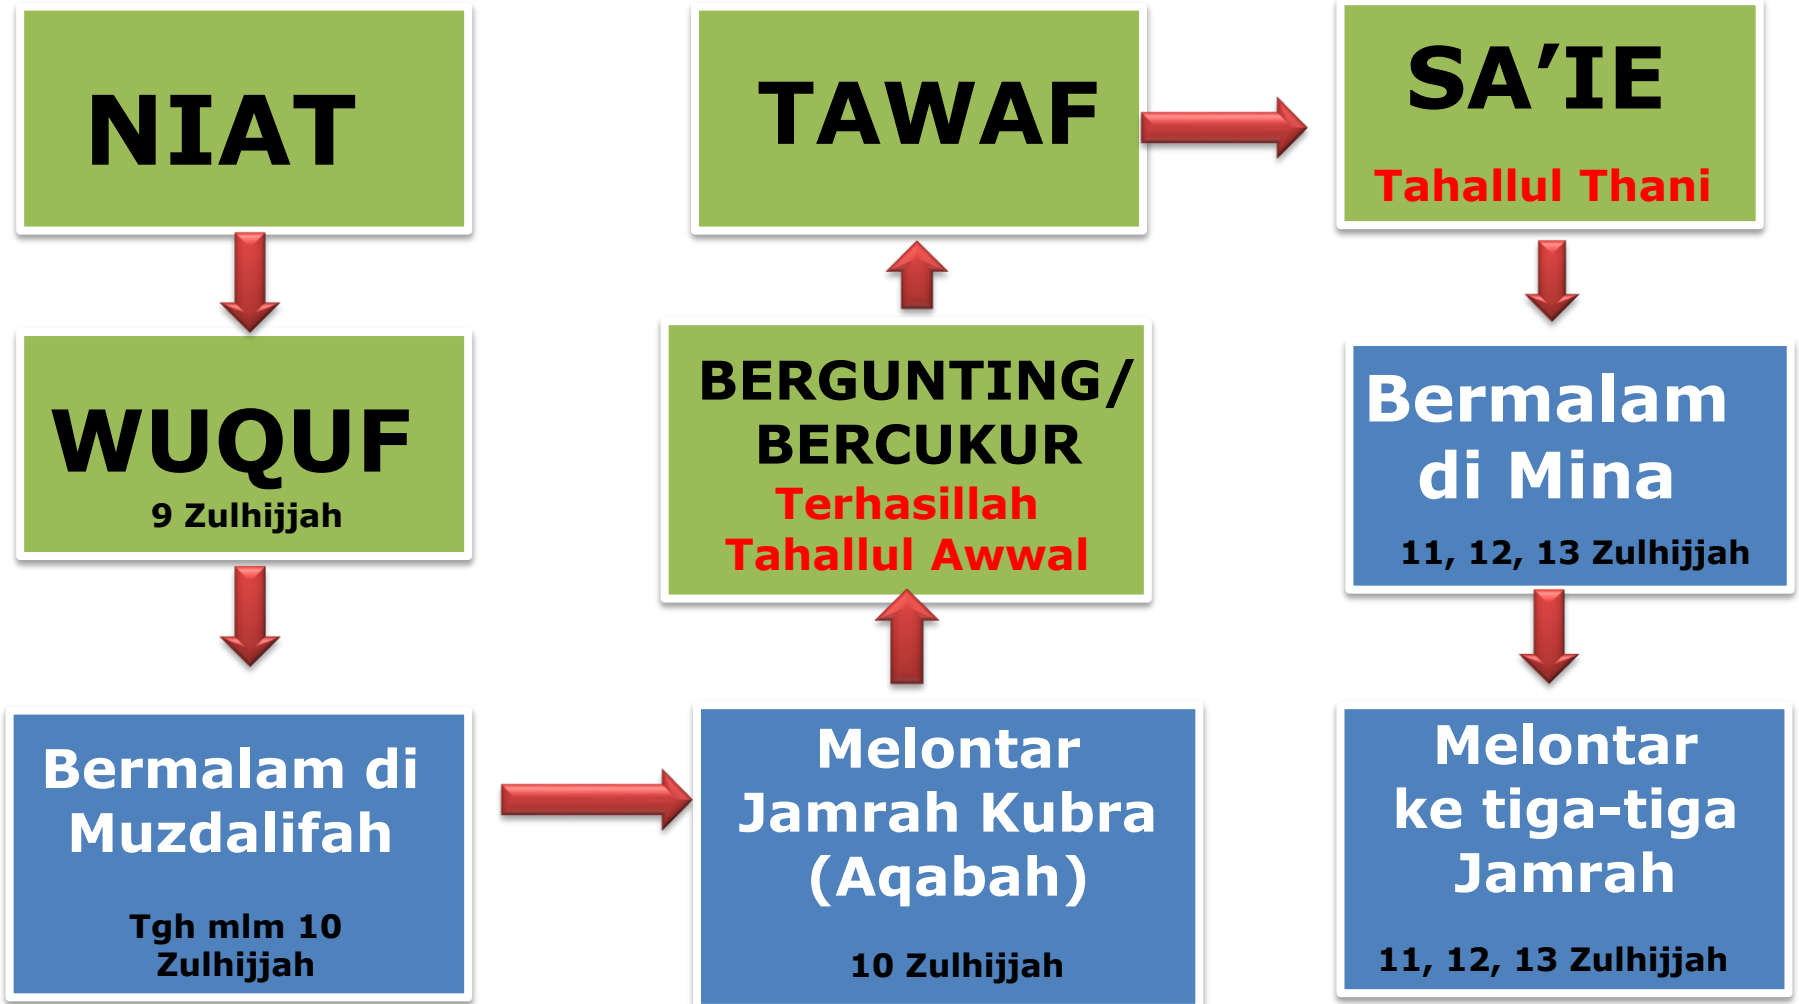 NIAT
WUQUF
9 Zulhijjah
Bermalam di
Muzdalifah
Tgh mlm 10
Zulhijjah
Melontar
Jamrah Kubra
(Aqabah)
10 Zulhijjah
BERGUNTING/
BERCUKUR
Terhasillah
Tahallul Awwal
TAWAF
SA’IE
Tahallul Thani
Bermalam
di Mina
11, 12, 13 Zulhijjah
Melontar
ke tiga-tiga
Jamrah
11, 12, 13 Zulhijjah